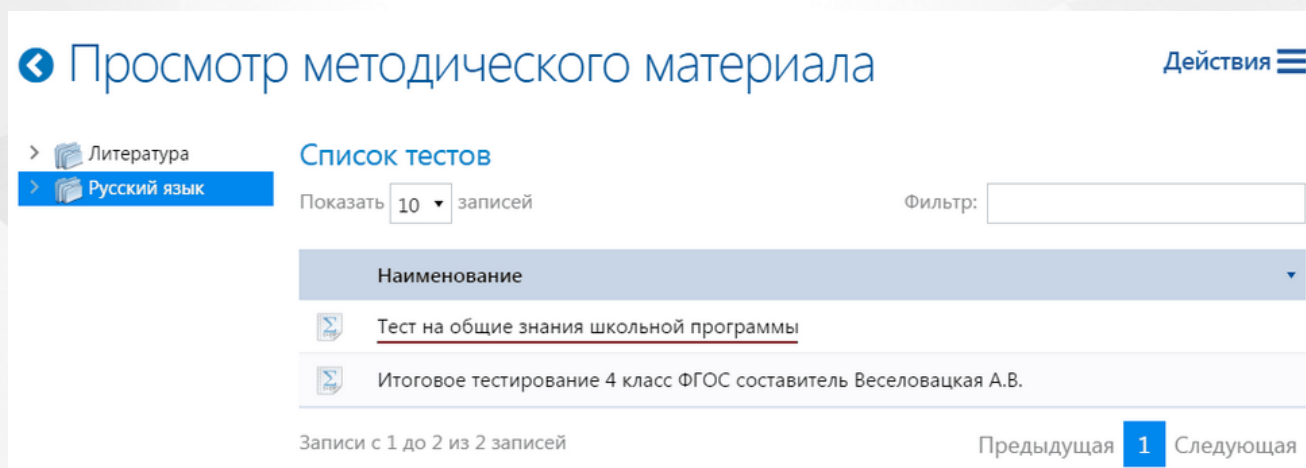 Просмотр методического материала
Действия
Литература
Русский язык
Список тестов
Показать 10 записей
Фильтр:
Наименование
Тест на общие знания школьной программы
Итоговое тестирование 4 класс ФГОС составитель Веселовацкая А.В.
Записи с 1 до 2 из 2 записей
Предыдущая 1 Следующая